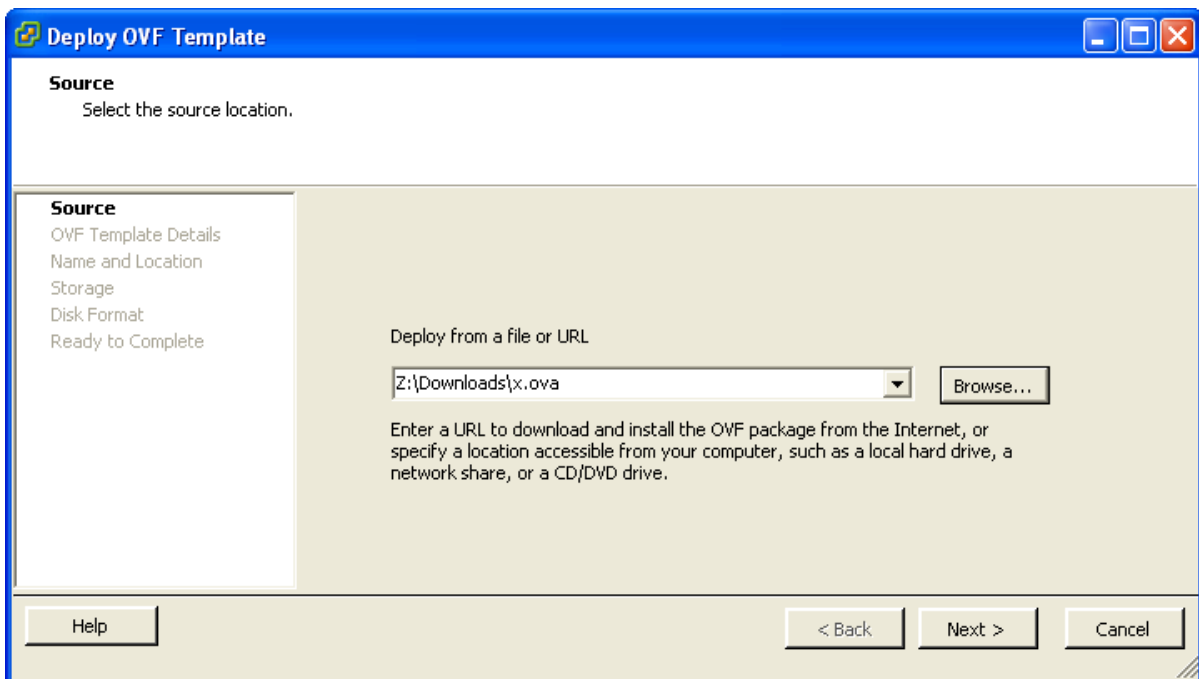 Deploy OVF Template
Source
Select the source location.
Source
OVF Template Details
Name and Location
Storage
Disk Format
Ready to Complete
Deploy from a file or URL
Z:\Downloads\x.ova
Browse...
Enter a URL to download and install the OVF package from the Internet, or
specify a location accessible from your computer, such as a local hard drive, a
network share, or a CD/DVD drive.
Help
< Back
Next >
Cancel